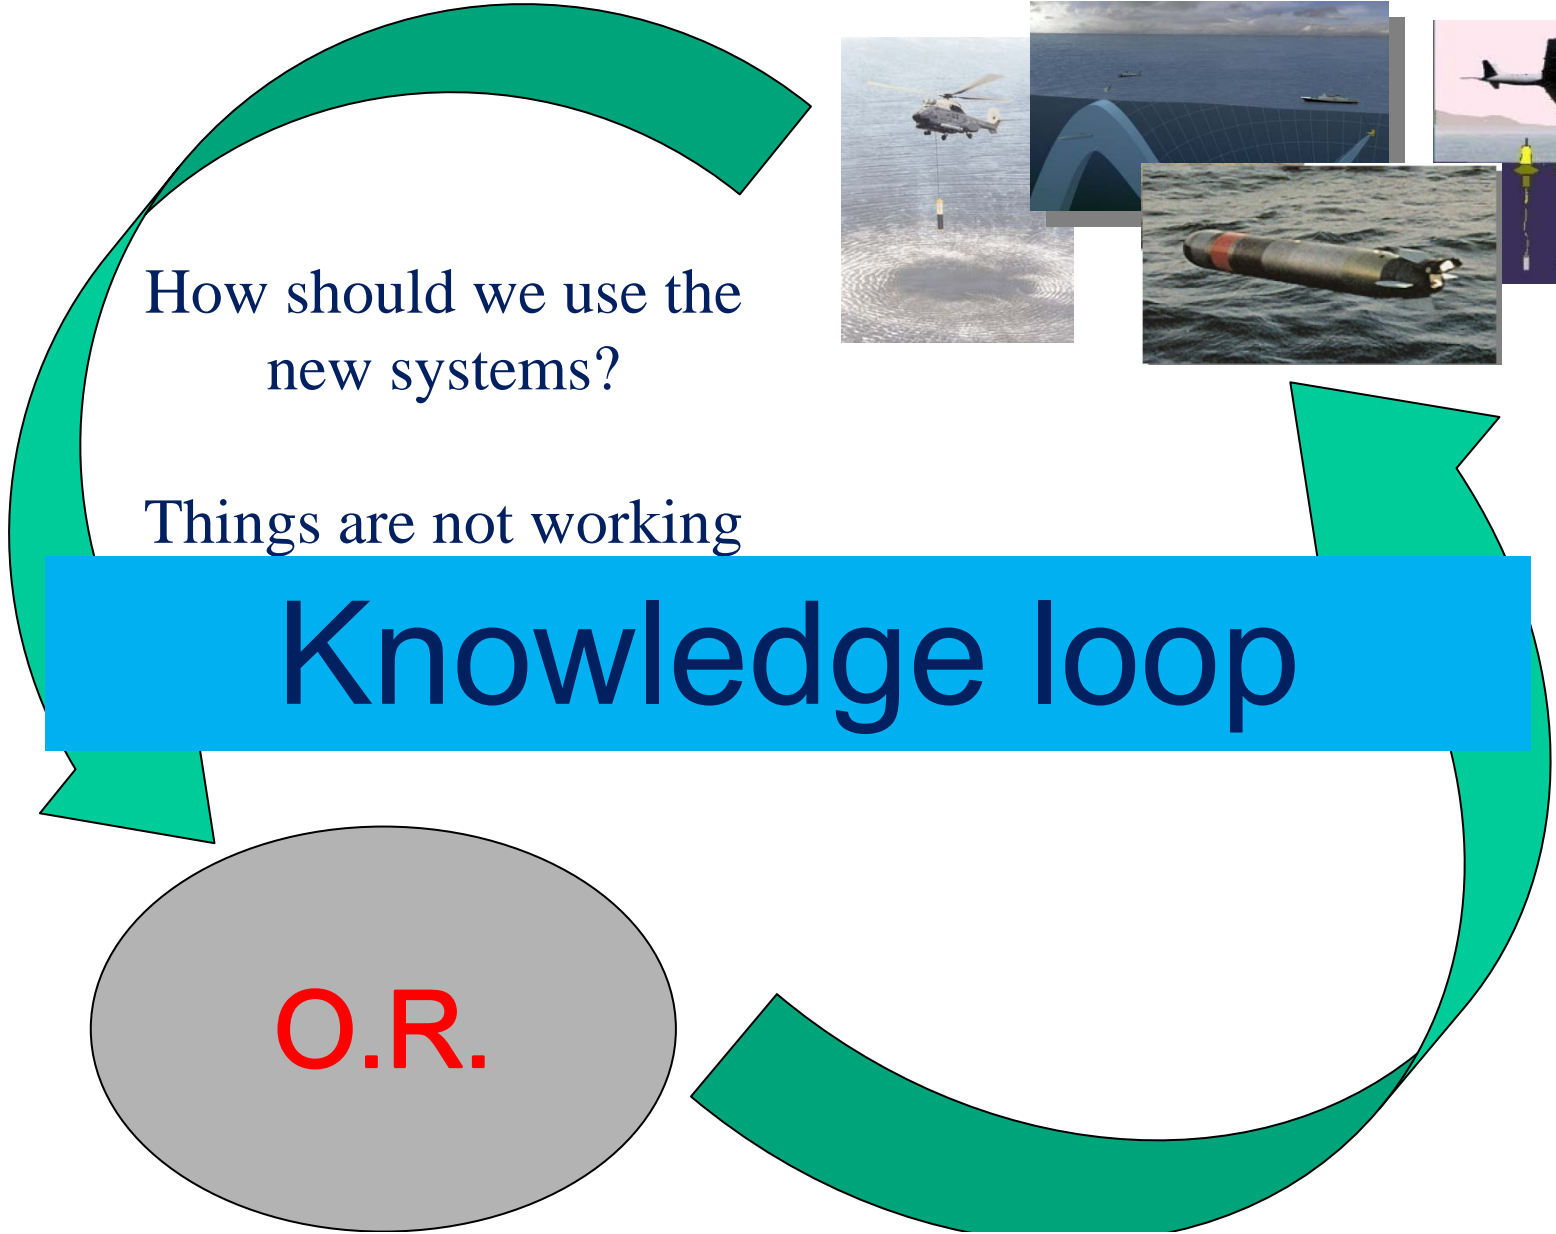 How should we use the
new systems?
Things are not working
Knowledge loop
O.R.